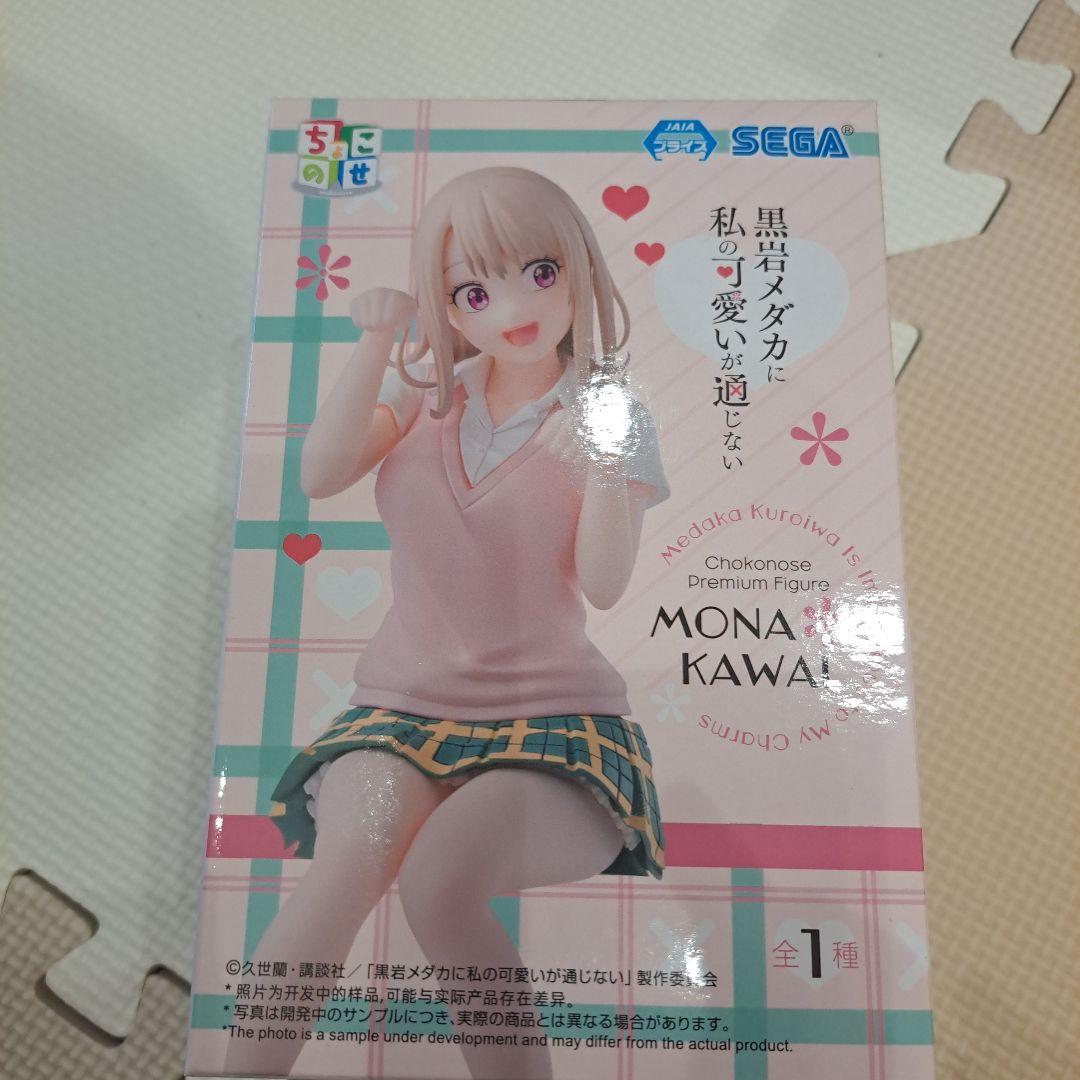 ちょこ
のせ
JAIA
プライズ
SEGA®
黒岩メダカに
私の可愛いが通じない
Medaka Kuroiwa Is
My Charms
Chokonose
Premium Figure
MONA
KAWAI
全1種
©久世蘭・講談社/「黒岩メダカに私の可愛いが通じない」製作委員会
* 照片为开发中的样品,可能与实际产品存在差异。
* 写真は開発中のサンプルにつき、実際の商品とは異なる場合があります。
*The photo is a sample under development and may differ from the actual product.